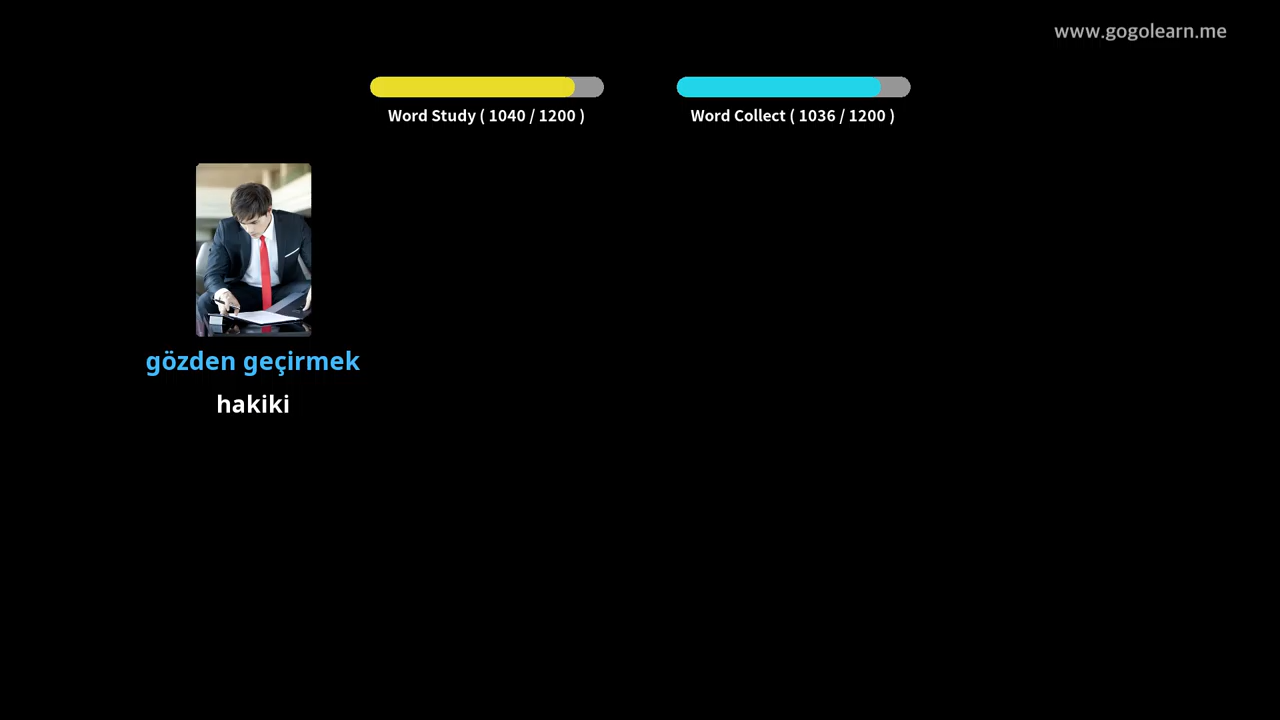 www.gogolearn.me
Word Study ( 1040 / 1200 )
Word Collect ( 1036 / 1200 )
gözden geçirmek
hakiki